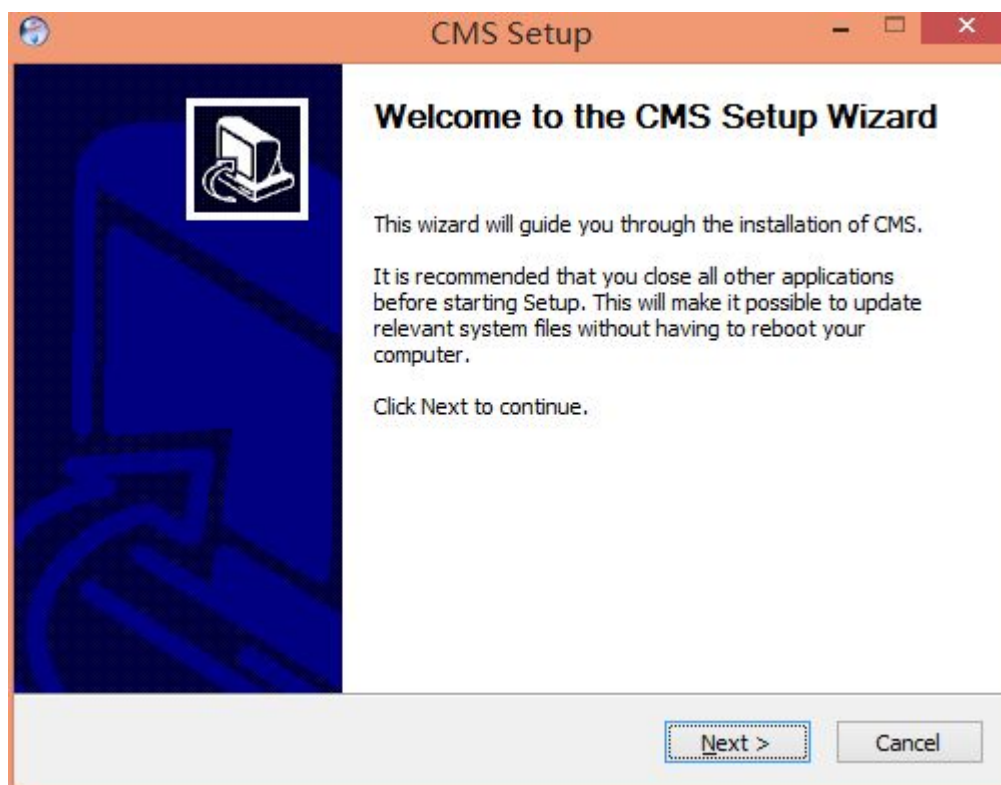 CMS Setup
Welcome to the CMS Setup Wizard
This wizard will guide you through the installation of CMS.
It is recommended that you close all other applications
before starting Setup. This will make it possible to update
relevant system files without having to reboot your
computer.
Click Next to continue.
Next >
Cancel